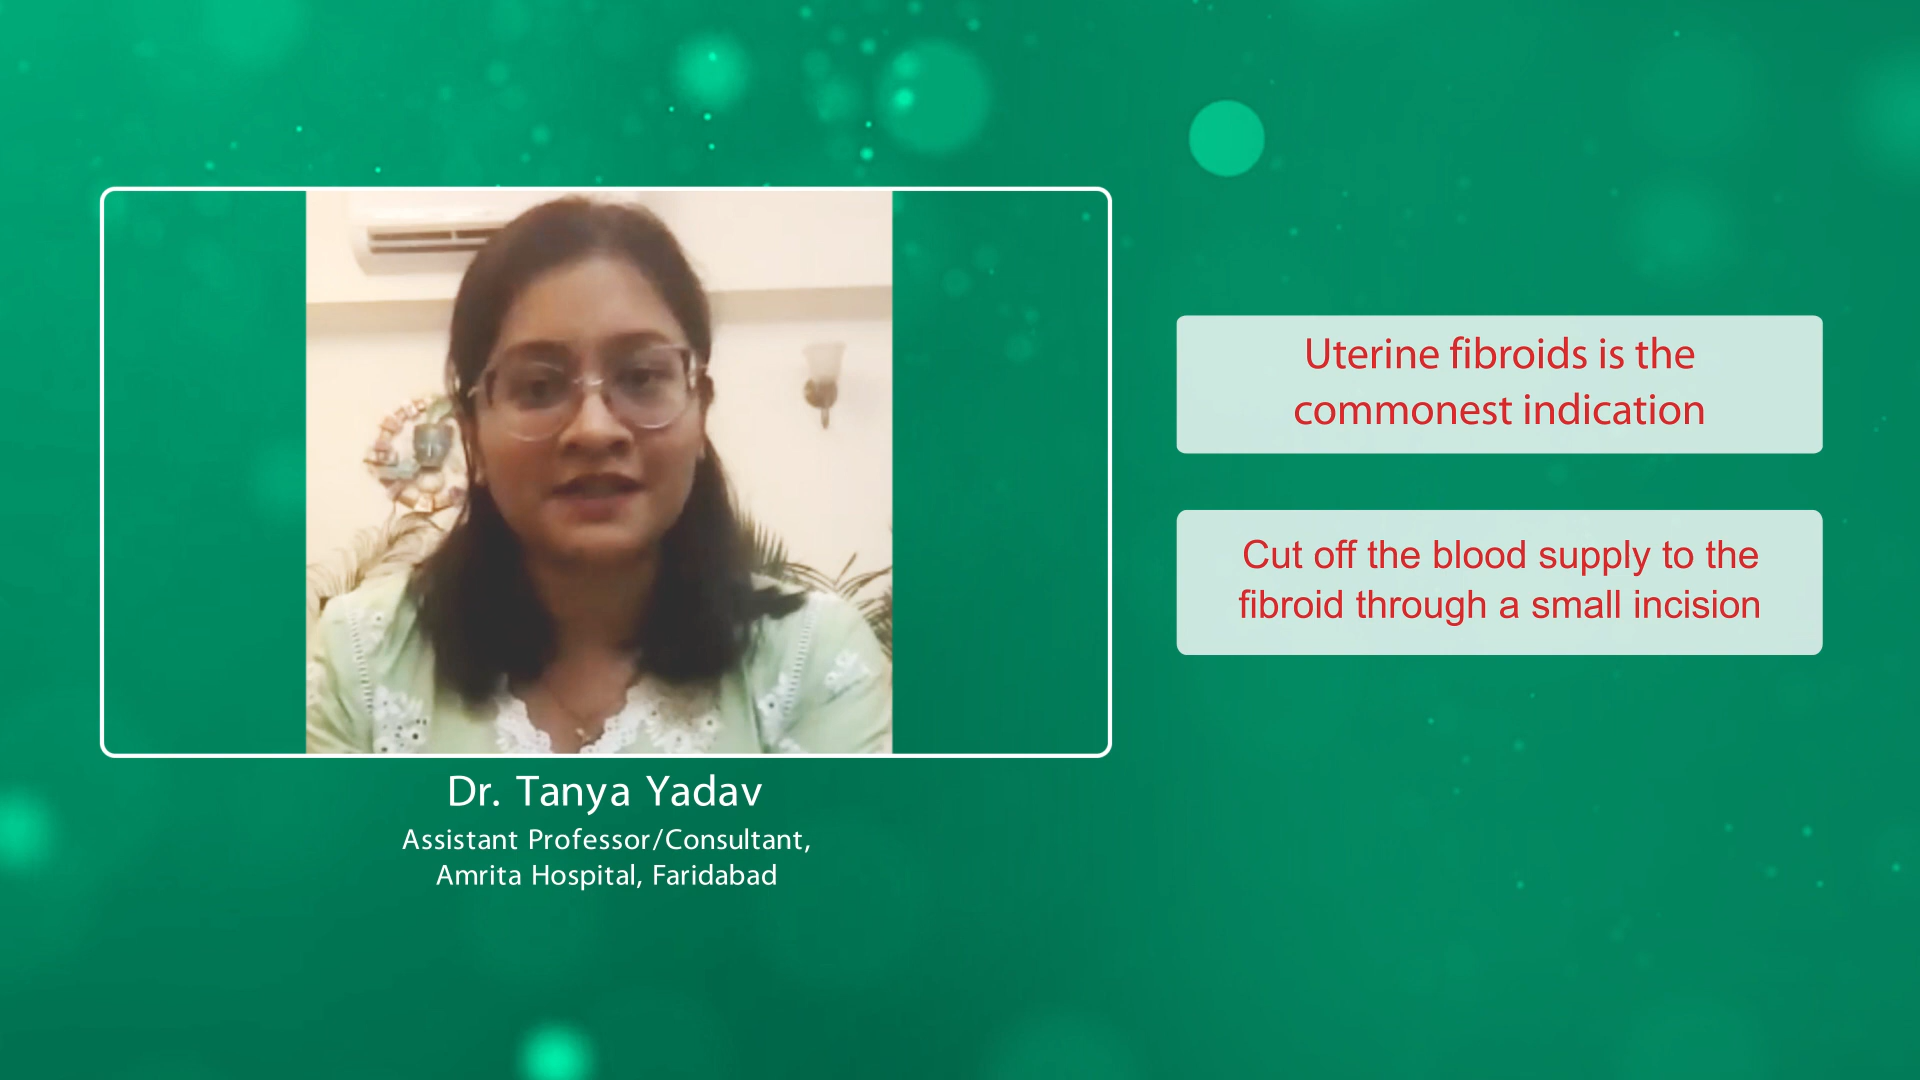 Dr. Tanya Yadav
Assistant Professor/Consultant,
Amrita Hospital, Faridabad
Uterine fibroids is the
commonest indication
Cut off the blood supply to the
fibroid through a small incision